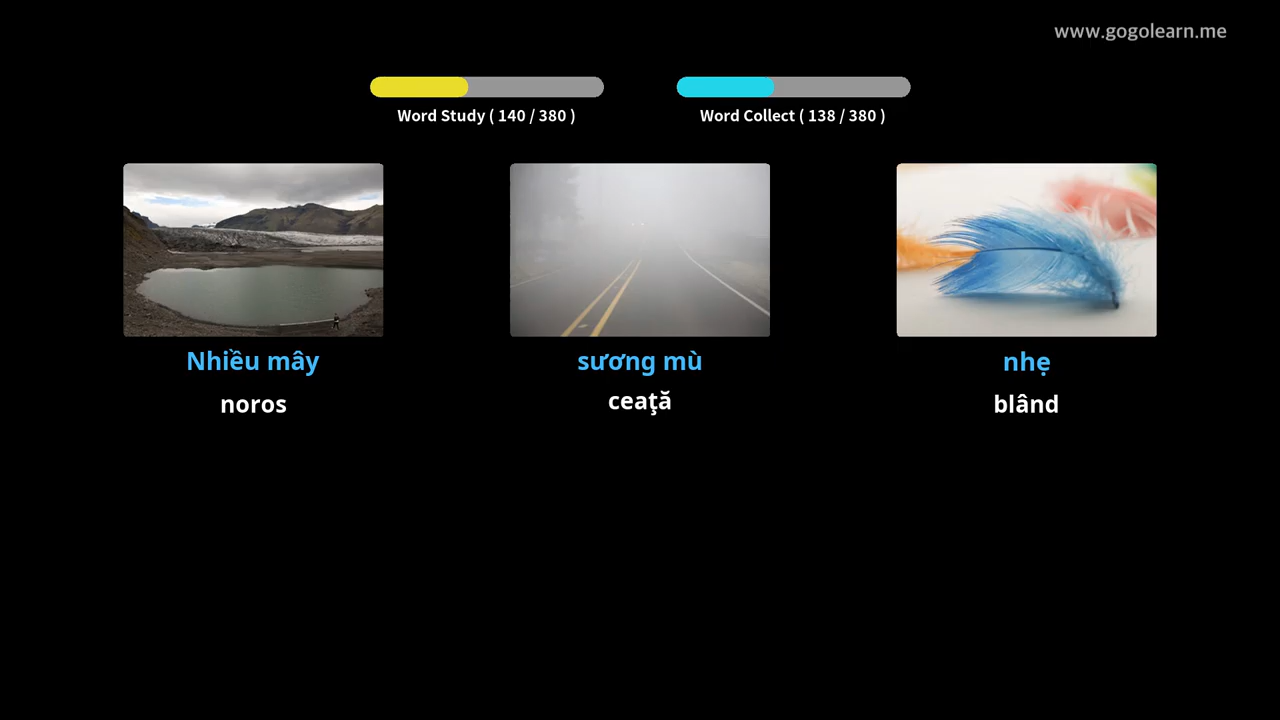 www.gogolearn.me
Word Study ( 140 / 380 )
Word Collect ( 138 / 380 )
Nhiều mây
noros
sương mù
ceaţă
nhẹ
blând